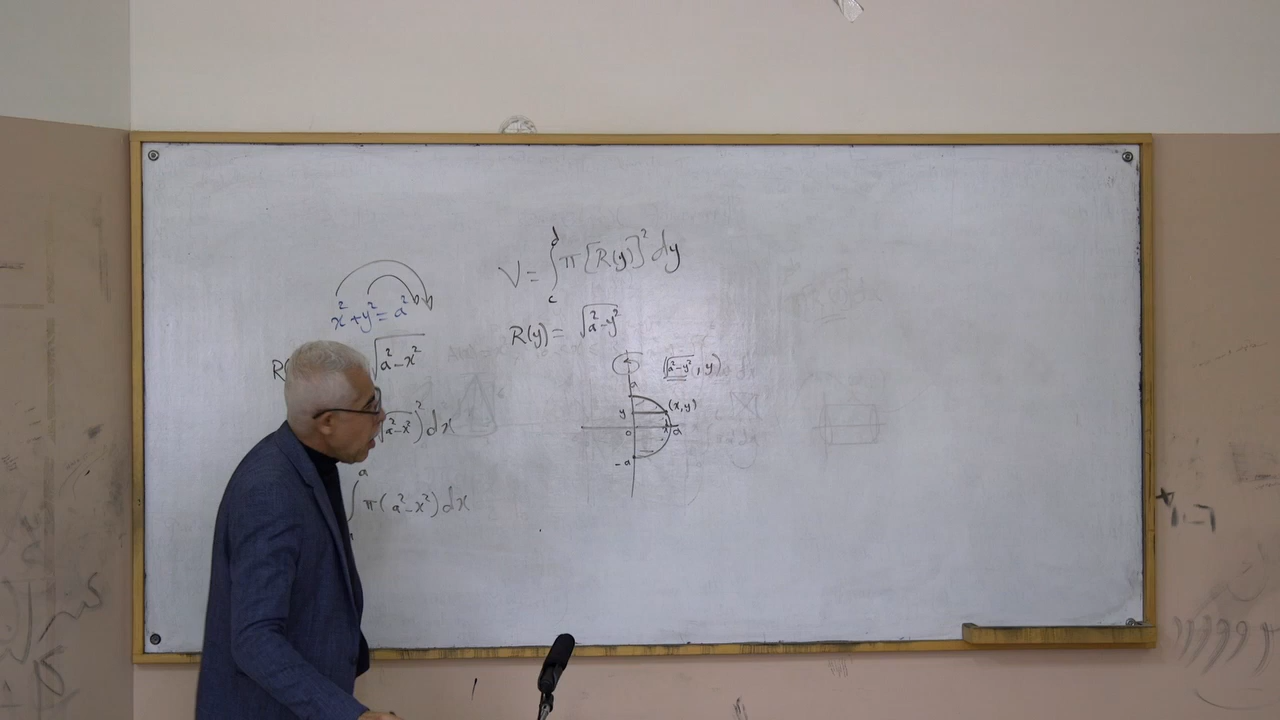 x² + y² = a²
R(
√(a² - x²)
√(a² - x²))² dx
∫ᵃ π(a² - x²) dx
V = ∫_c^d π[R(y)]² dy
R(y) = √(a² - y²)
(√(a² - y²), y)
a
y (x, y)
0 x a
-a